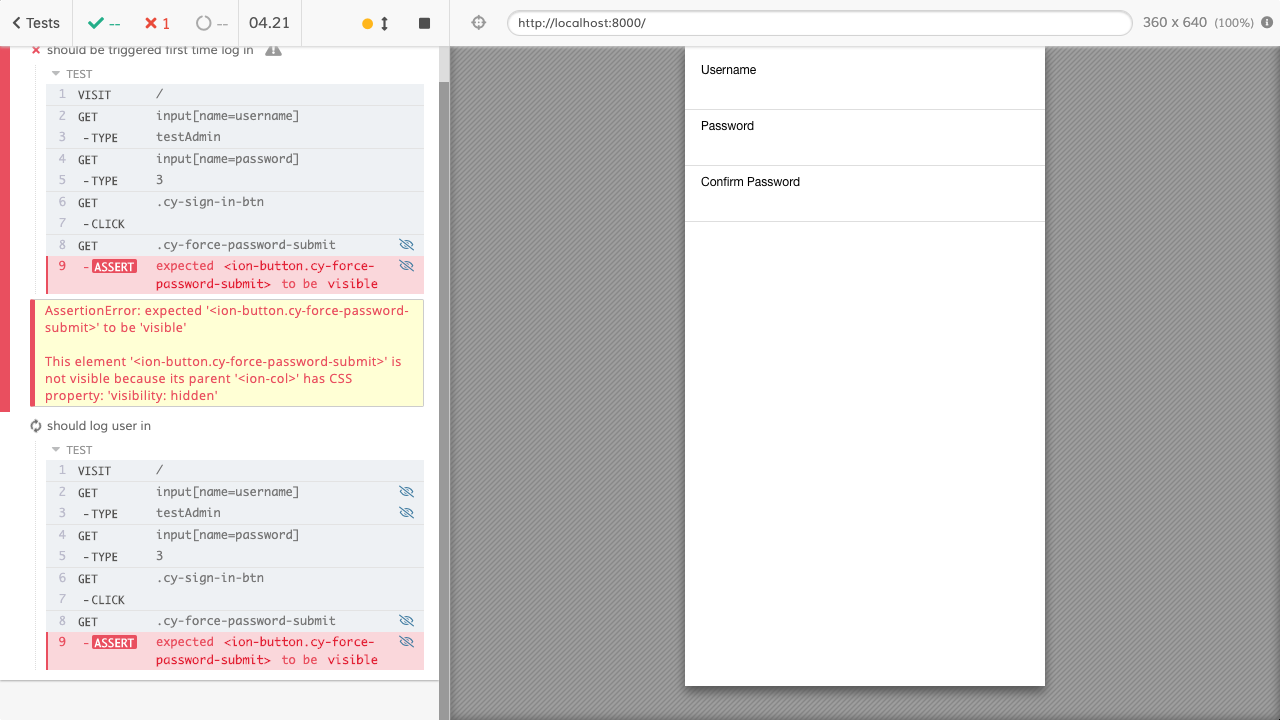 Tests
--
1
--
04.21
http://localhost:8000/
360 x 640 (100%)
should be triggered first time log in
TEST
1 VISIT /
2 GET input[name=username]
3 -TYPE testAdmin
4 GET input[name=password]
5 -TYPE 3
6 GET .cy-sign-in-btn
7 -CLICK
8 GET .cy-force-password-submit
9 -ASSERT expected <ion-button.cy-force-
password-submit> to be visible
AssertionError: expected '<ion-button.cy-force-password-
submit>' to be 'visible'
This element '<ion-button.cy-force-password-submit>' is
not visible because its parent '<ion-col>' has CSS
property: 'visibility: hidden'
should log user in
TEST
1 VISIT /
2 GET input[name=username]
3 -TYPE testAdmin
4 GET input[name=password]
5 -TYPE 3
6 GET .cy-sign-in-btn
7 -CLICK
8 GET .cy-force-password-submit
9 -ASSERT expected <ion-button.cy-force-
password-submit> to be visible
Username
Password
Confirm Password